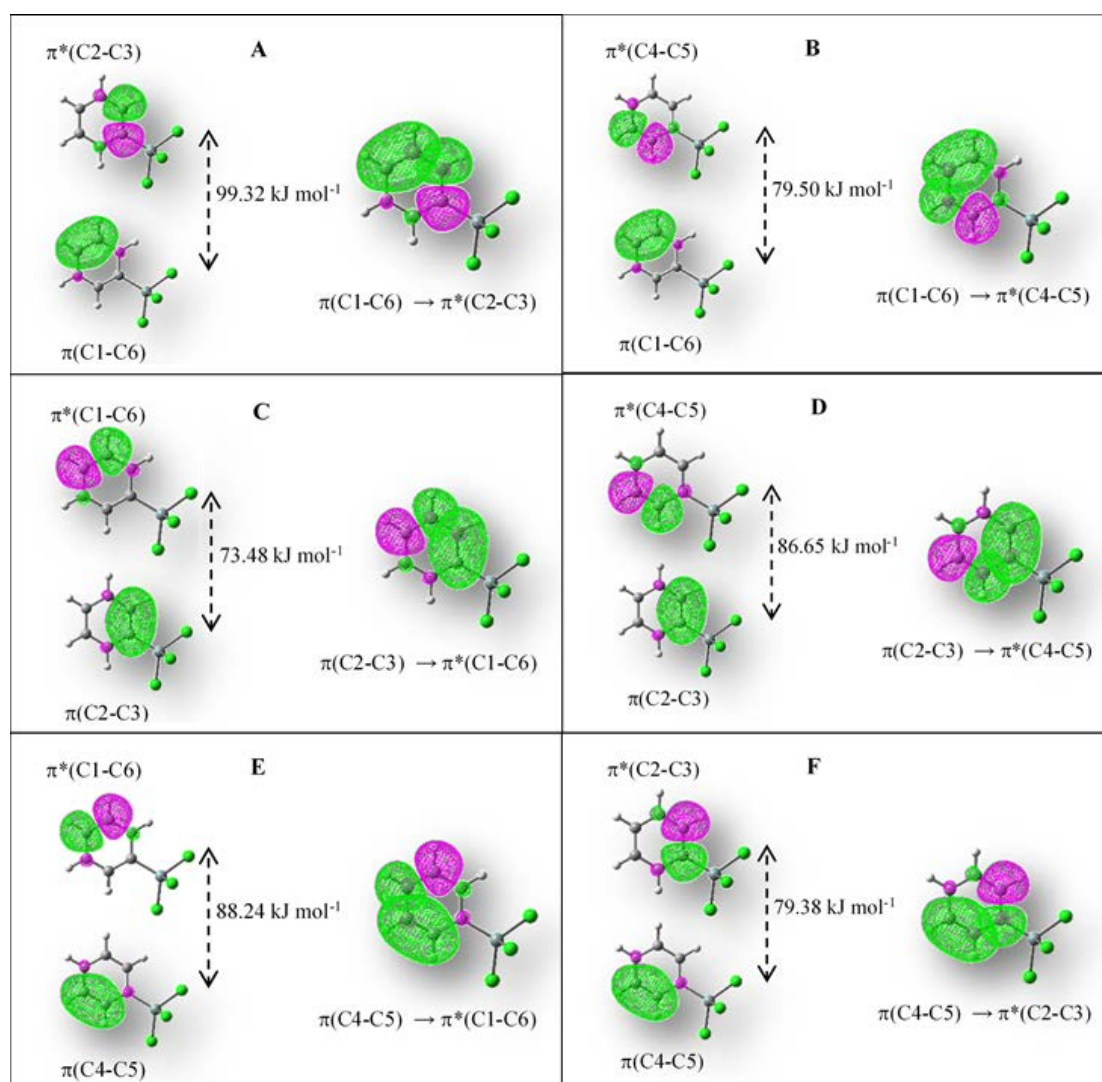 π*(C2-C3)
A
99.32 kJ mol⁻¹
π(C1-C6) → π*(C2-C3)
π(C1-C6)
π*(C4-C5)
B
79.50 kJ mol⁻¹
π(C1-C6) → π*(C4-C5)
π(C1-C6)
π*(C1-C6)
C
73.48 kJ mol⁻¹
π(C2-C3) → π*(C1-C6)
π(C2-C3)
π*(C4-C5)
D
86.65 kJ mol⁻¹
π(C2-C3) → π*(C4-C5)
π(C2-C3)
π*(C1-C6)
E
88.24 kJ mol⁻¹
π(C4-C5) → π*(C1-C6)
π(C4-C5)
π*(C2-C3)
F
79.38 kJ mol⁻¹
π(C4-C5) → π*(C2-C3)
π(C4-C5)